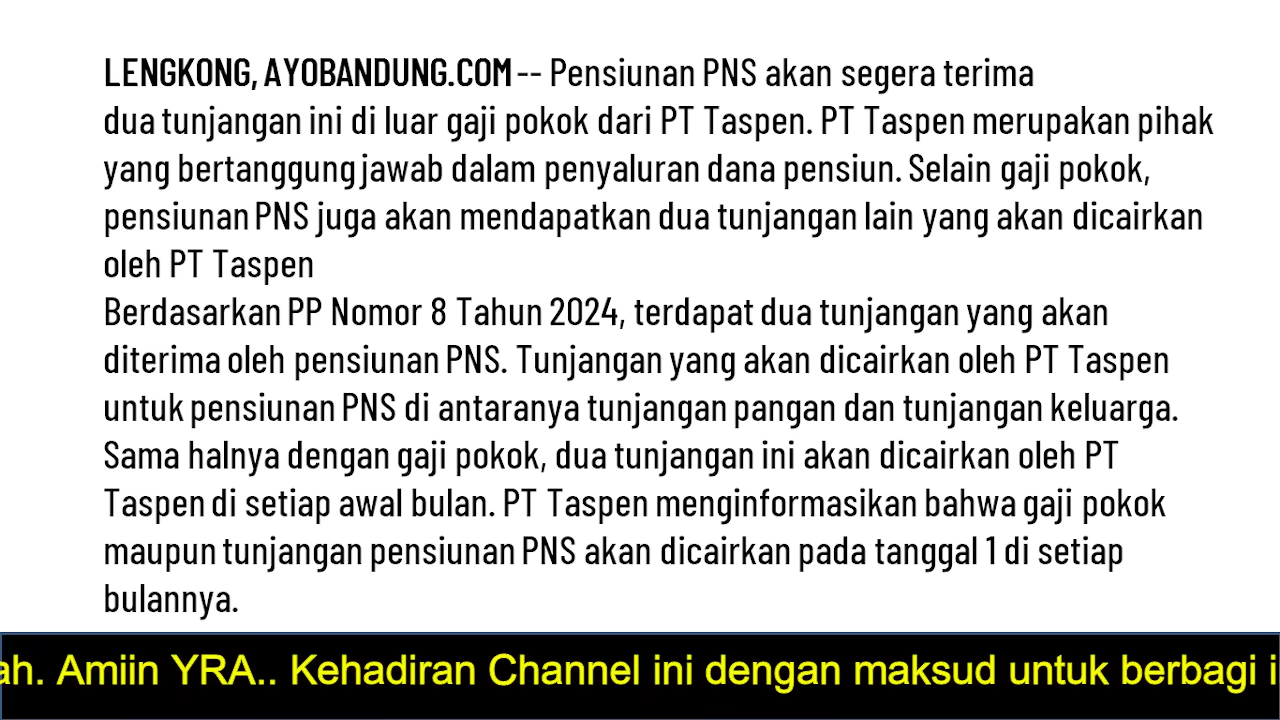 LENGKONG, AYOBANDUNG.COM -- Pensiunan PNS akan segera terima
dua tunjangan ini di luar gaji pokok dari PT Taspen. PT Taspen merupakan pihak
yang bertanggung jawab dalam penyaluran dana pensiun. Selain gaji pokok,
pensiunan PNS juga akan mendapatkan dua tunjangan lain yang akan dicairkan
oleh PT Taspen
Berdasarkan PP Nomor 8 Tahun 2024, terdapat dua tunjangan yang akan
diterima oleh pensiunan PNS. Tunjangan yang akan dicairkan oleh PT Taspen
untuk pensiunan PNS di antaranya tunjangan pangan dan tunjangan keluarga.
Sama halnya dengan gaji pokok, dua tunjangan ini akan dicairkan oleh PT
Taspen di setiap awal bulan. PT Taspen menginformasikan bahwa gaji pokok
maupun tunjangan pensiunan PNS akan dicairkan pada tanggal 1 di setiap
bulannya.
ah. Amiin YRA.. Kehadiran Channel ini dengan maksud untuk berbagi i